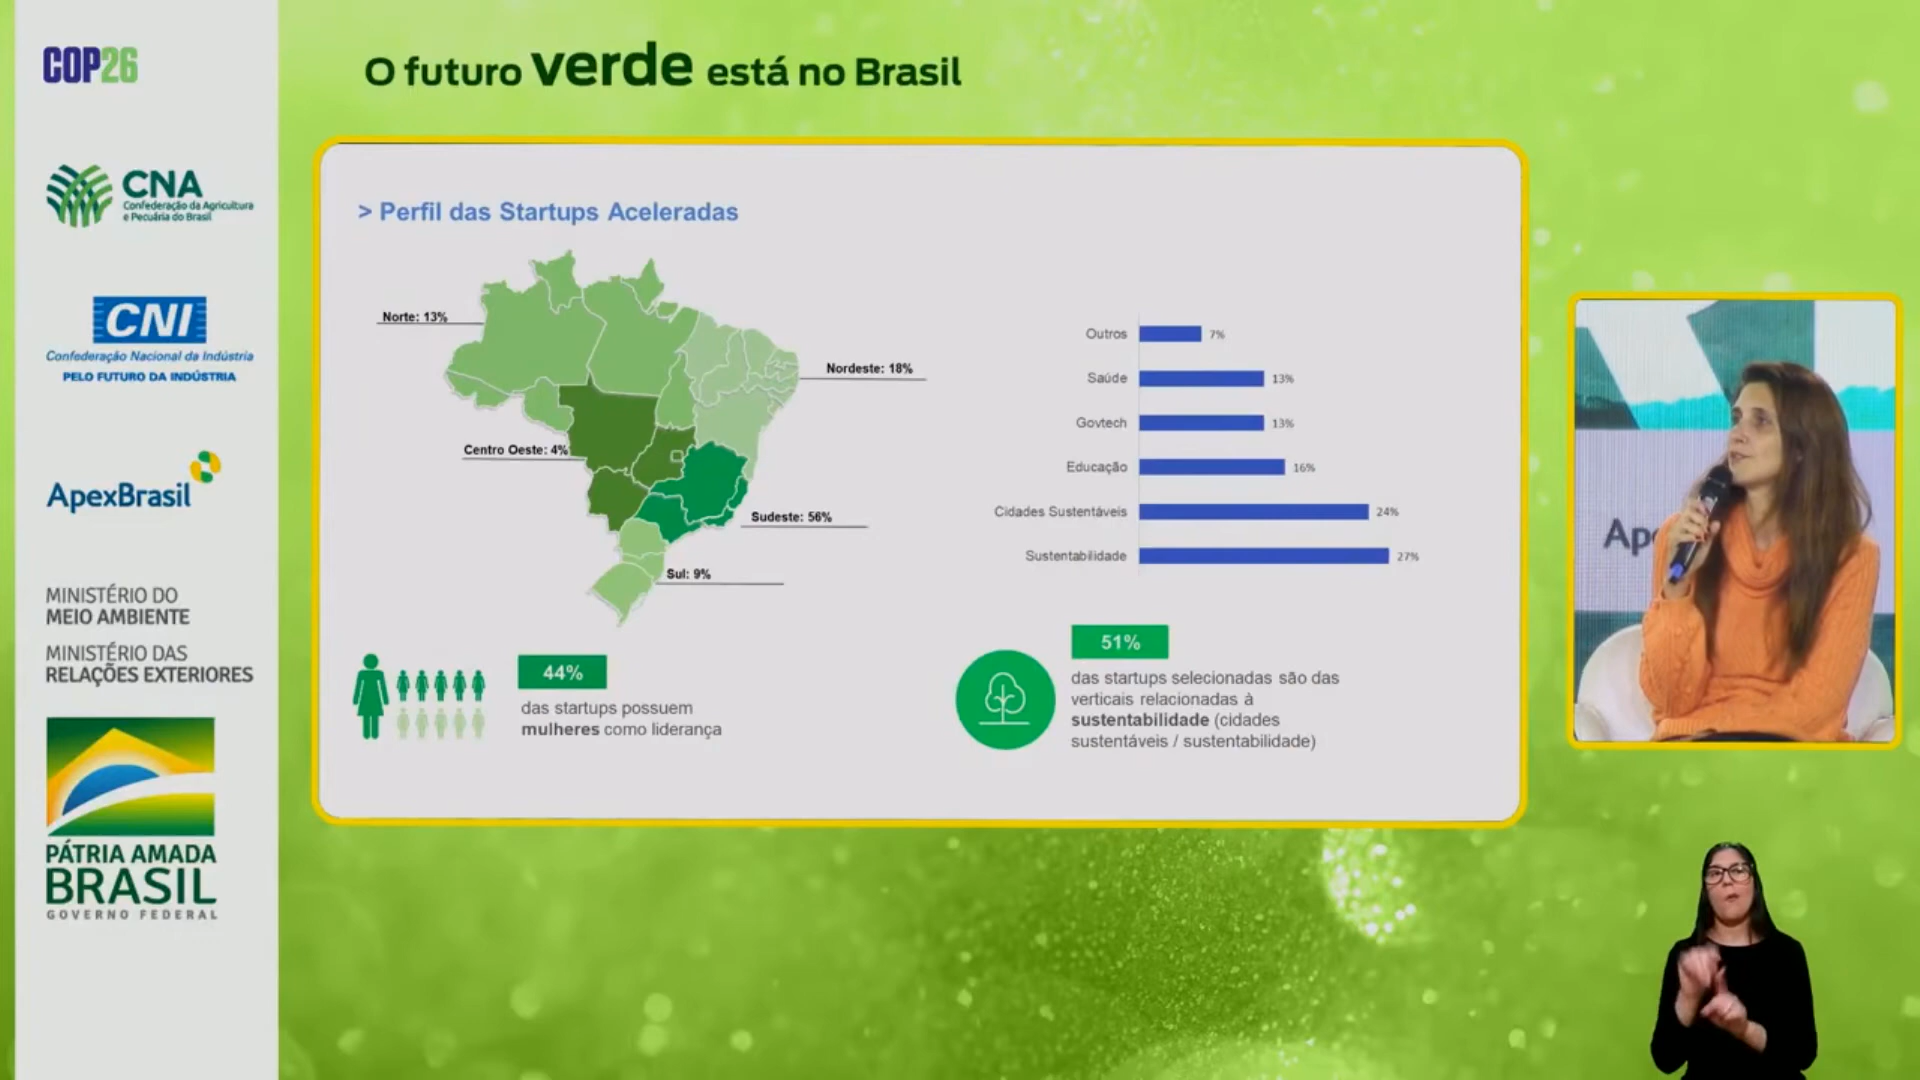 COP26
CNA
Confederação da Agricultura
e Pecuária do Brasil
CNI
Confederação Nacional da Indústria
PELO FUTURO DA INDÚSTRIA
ApexBrasil
MINISTÉRIO DO
MEIO AMBIENTE
MINISTÉRIO DAS
RELAÇÕES EXTERIORES
PÁTRIA AMADA
BRASIL
GOVERNO FEDERAL
O futuro verde está no Brasil
> Perfil das Startups Aceleradas
Norte: 13%
Nordeste: 18%
Centro Oeste: 4%
Sudeste: 56%
Sul: 9%
Outros 7%
Saúde 13%
Govtech 13%
Educação 16%
Cidades Sustentáveis 24%
Sustentabilidade 27%
44%
das startups possuem
mulheres como liderança
51%
das startups selecionadas são das
verticais relacionadas à
sustentabilidade (cidades
sustentáveis / sustentabilidade)
Ap